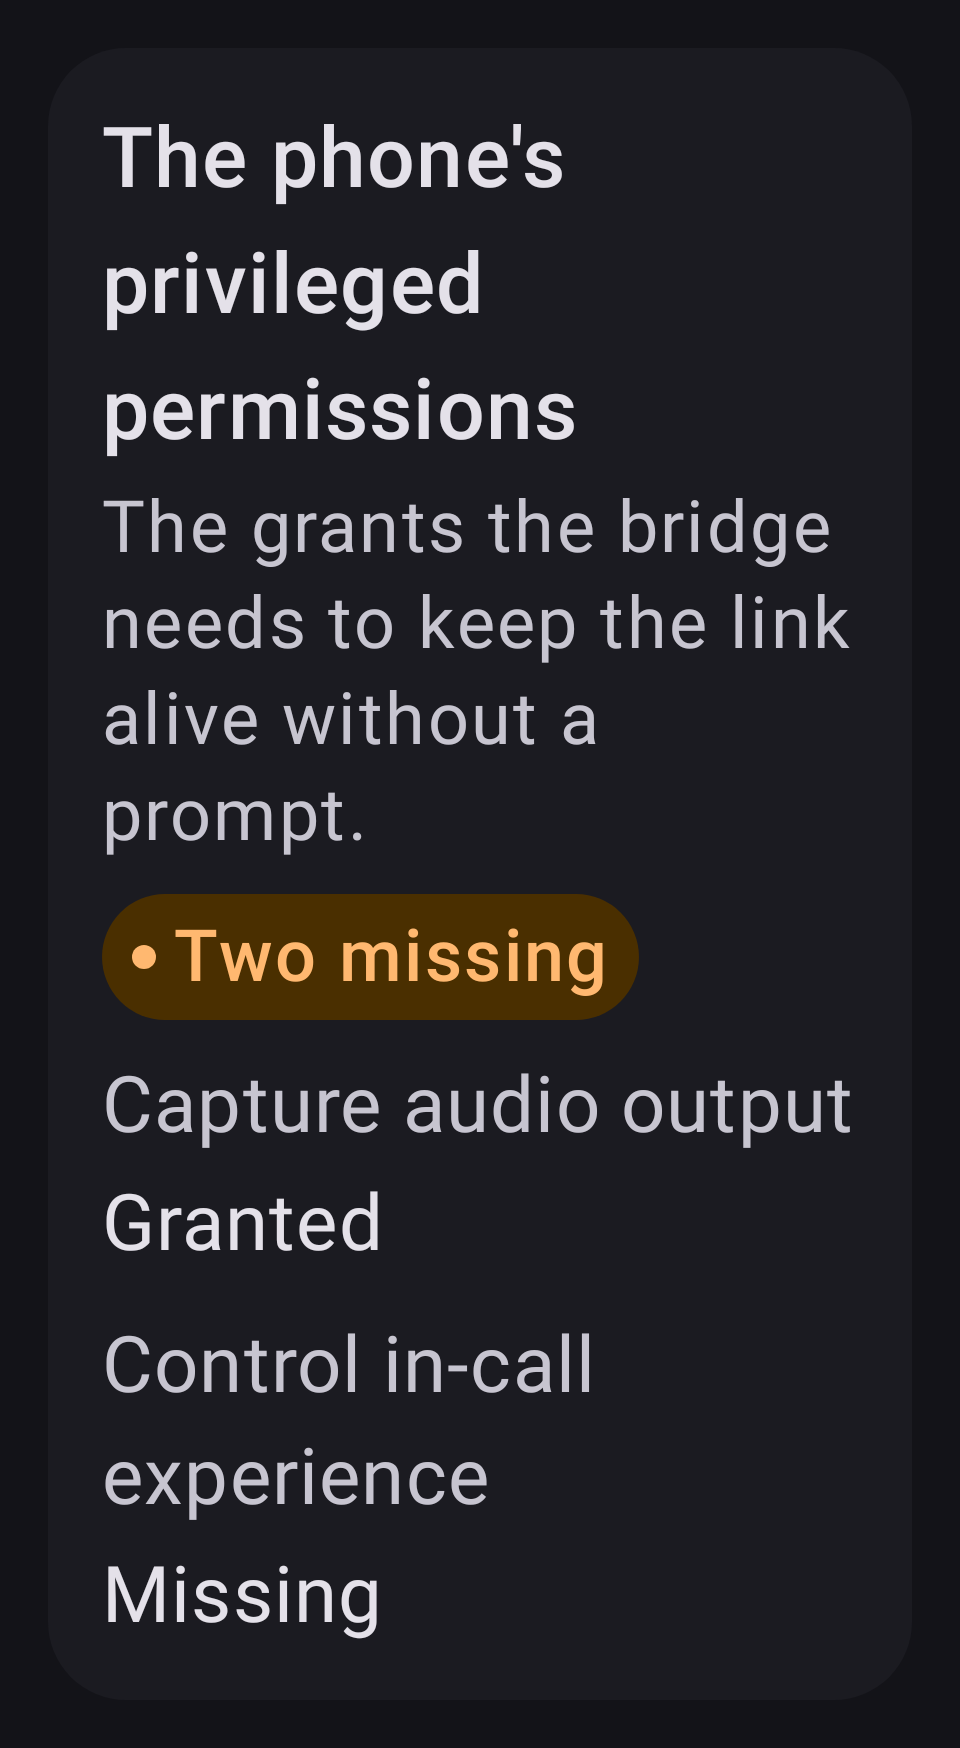 The phone's
privileged
permissions
The grants the bridge
needs to keep the link
alive without a
prompt.
Two missing
Capture audio output
Granted
Control in-call
experience
Missing